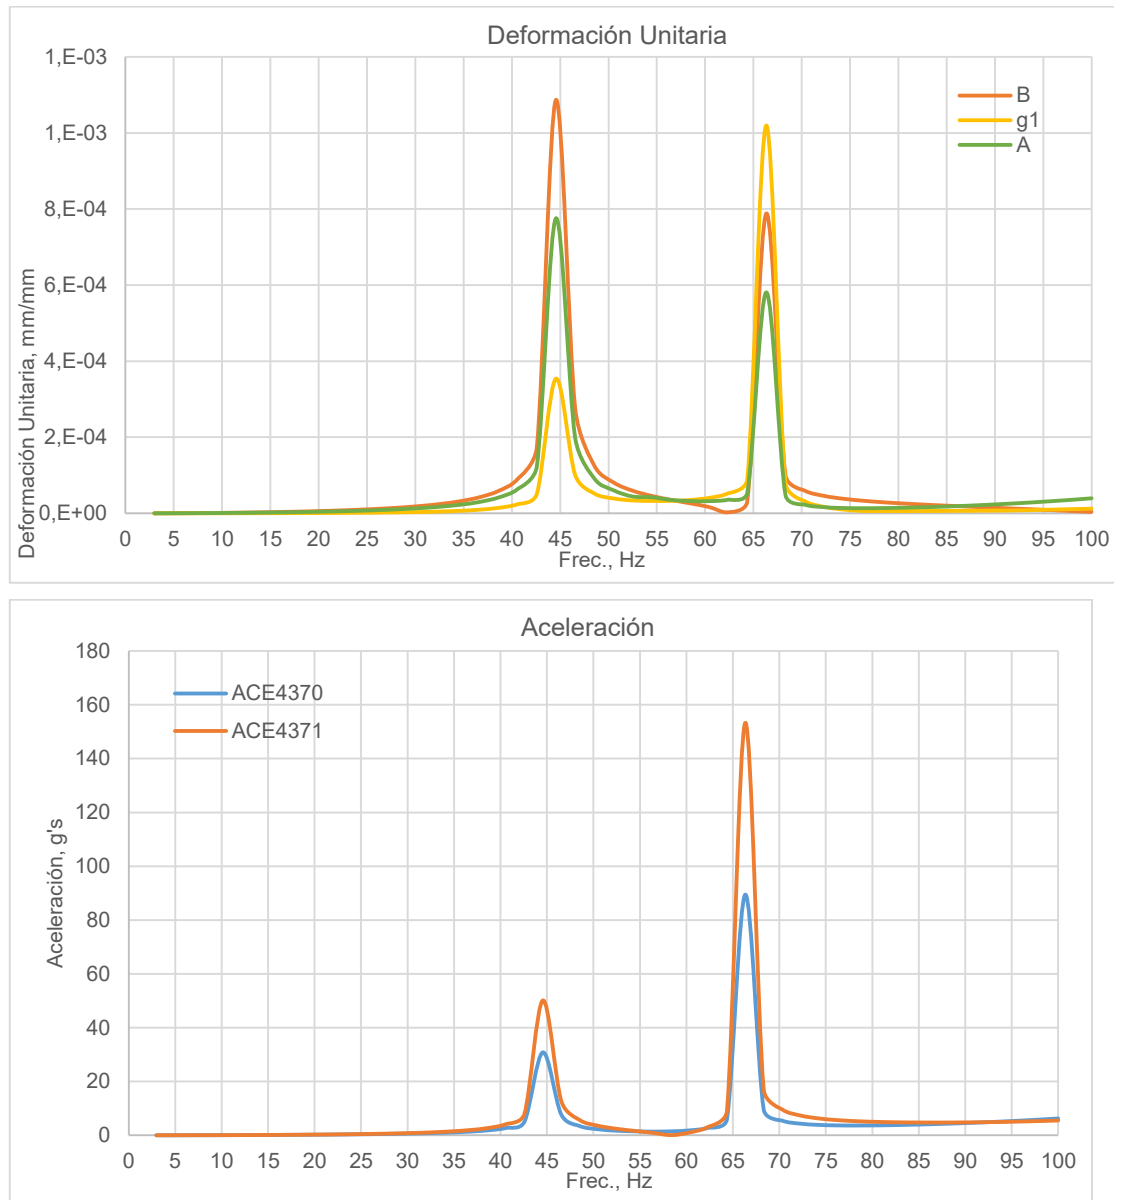 Deformación Unitaria
1,E-03
1,E-03
8,E-04
6,E-04
4,E-04
2,E-04
0,E+00
Deformación Unitaria, mm/mm
B
g1
A
0 5 10 15 20 25 30 35 40 45 50 55 60 65 70 75 80 85 90 95 100
Frec., Hz
Aceleración
180
160
140
120
100
80
60
40
20
0
Aceleración, g's
ACE4370
ACE4371
0 5 10 15 20 25 30 35 40 45 50 55 60 65 70 75 80 85 90 95 100
Frec., Hz